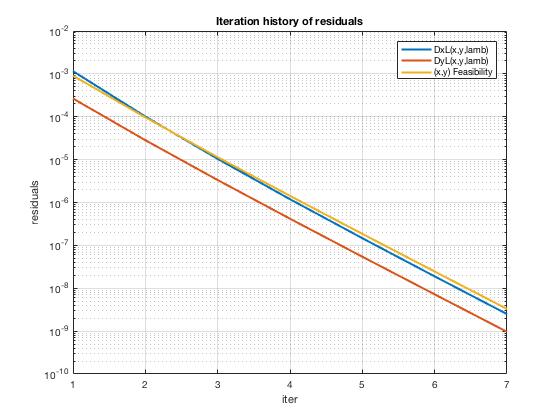 Iteration history of residuals
DxL(x,y,lamb)
DyL(x,y,lamb)
(x,y) Feasibility
10^-2
10^-3
10^-4
10^-5
10^-6
10^-7
10^-8
10^-9
10^-10
residuals
1 2 3 4 5 6 7
iter